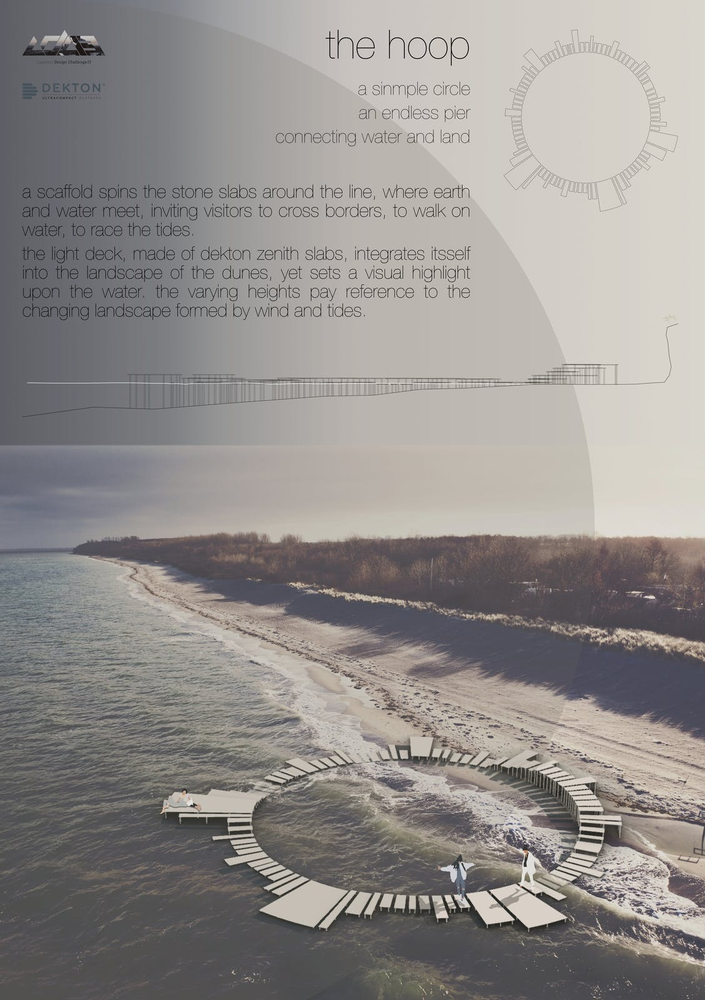 Cosentino Design Challenge13
DEKTON
ULTRACOMPACT SURFACES
the hoop
a sinmple circle
an endless pier
connecting water and land
a scaffold spins the stone slabs around the line, where earth
and water meet, inviting visitors to cross borders, to walk on
water, to race the tides.
the light deck, made of dekton zenith slabs, integrates itsself
into the landscape of the dunes, yet sets a visual highlight
upon the water. the varying heights pay reference to the
changing landscape formed by wind and tides.